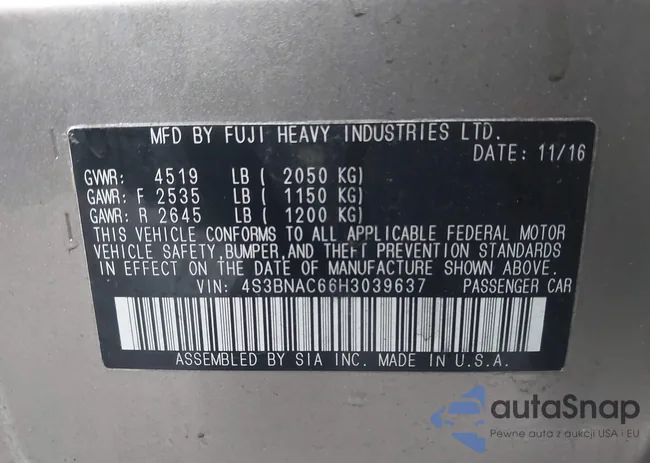 MFD BY FUJI HEAVY INDUSTRIES LTD.
DATE: 11/16
GVWR: 4519 LB ( 2050 KG)
GAWR: F 2535 LB ( 1150 KG)
GAWR: R 2645 LB ( 1200 KG)
THIS VEHICLE CONFORMS TO ALL APPLICABLE FEDERAL MOTOR
VEHICLE SAFETY, BUMPER, AND THEFT PREVENTION STANDARDS
IN EFFECT ON THE DATE OF MANUFACTURE SHOWN ABOVE.
VIN: 4S3BNAC66H3039637 PASSENGER CAR
ASSEMBLED BY SIA INC. MADE IN U.S.A.
autaSnap
Pewne auta z aukcji USA i EU